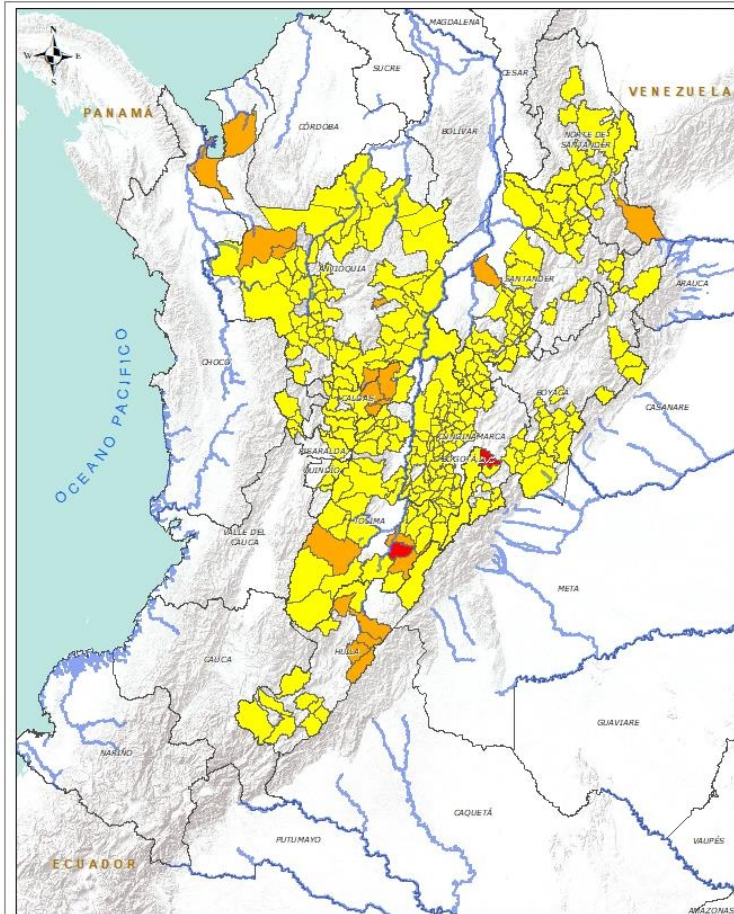 MAGDALENA
N
W E
S
SUCRE
CESAR
VENEZUELA
PANAMÁ
CÓRDOBA
BOLÍVAR
NORTE DE
SANTANDER
ANTIOQUIA
SANTANDER
ARAUCA
CHOCO
OCEANO PACIFICO
BOYACÁ
CALDAS
CASANARE
CUNDINAMARCA
RISARALDA
QUINDIO
TOLIMA
VALLE DEL
CAUCA
META
CAUCA
HUILA
GUAVIARE
NARIÑO
CAQUETÁ
PUTUMAYO
VAUPÉS
ECUADOR
AMAZONAS